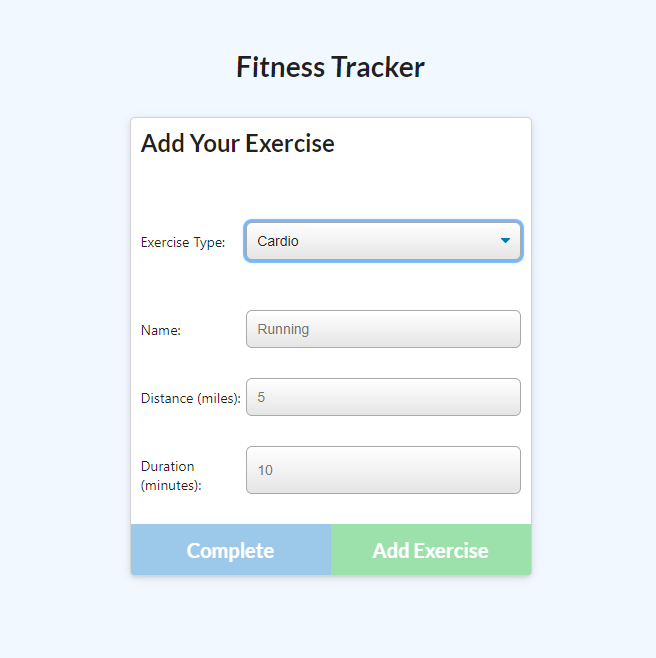 Fitness Tracker
Add Your Exercise
Exercise Type:
Cardio
Name:
Running
Distance (miles):
5
Duration
(minutes):
10
Complete
Add Exercise